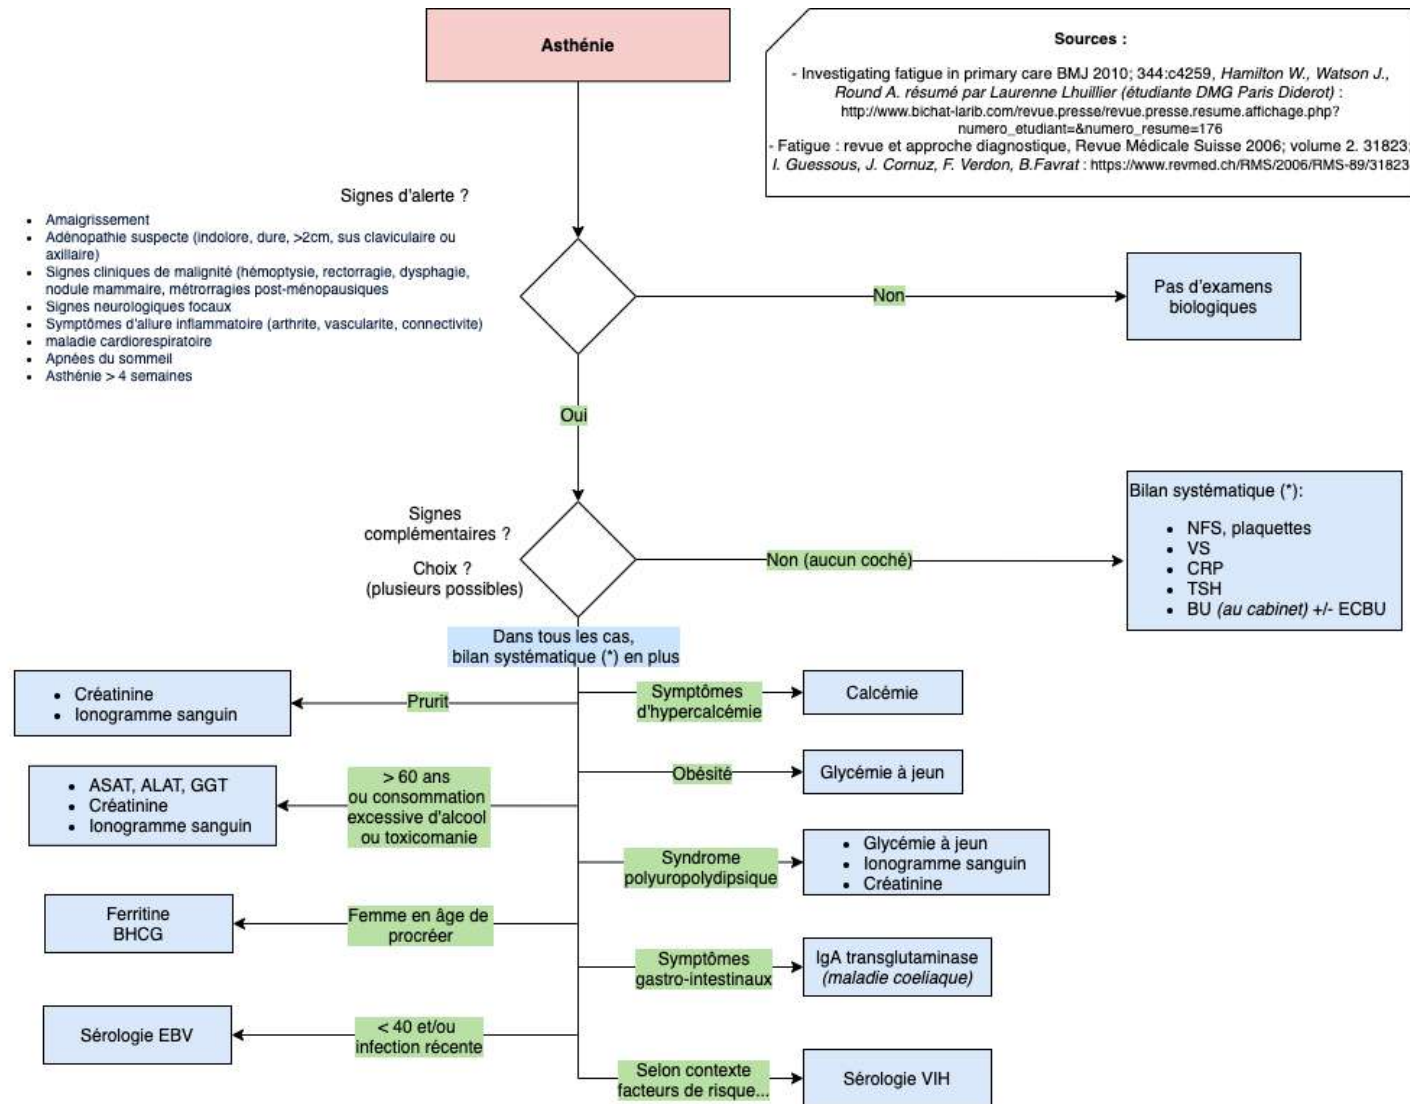 Asthénie
Sources :
- Investigating fatigue in primary care BMJ 2010; 344:c4259, Hamilton W., Watson J.,
Round A. résumé par Laurenne Lhuillier (étudiante DMG Paris Diderot) :
http://www.bichat-larib.com/revue.presse/revue.presse.resume.affichage.php?
numero_etudiant=&numero_resume=176
- Fatigue : revue et approche diagnostique, Revue Médicale Suisse 2006; volume 2. 31823;
I. Guessous, J. Cornuz, F. Verdon, B.Favrat : https://www.revmed.ch/RMS/2006/RMS-89/31823
Signes d'alerte ?
• Amaigrissement
• Adénopathie suspecte (indolore, dure, >2cm, sus claviculaire ou
axillaire)
• Signes cliniques de malignité (hémoptysie, rectorragie, dysphagie,
nodule mammaire, métrorragies post-ménopausiques
• Signes neurologiques focaux
• Symptômes d'allure inflammatoire (arthrite, vascularite, connectivite)
• maladie cardiorespiratoire
• Apnées du sommeil
• Asthénie > 4 semaines
Non
Pas d'examens
biologiques
Oui
Signes
complémentaires ?
Choix ?
(plusieurs possibles)
Non (aucun coché)
Bilan systématique (*):
• NFS, plaquettes
• VS
• CRP
• TSH
• BU (au cabinet) +/- ECBU
Dans tous les cas,
bilan systématique (*) en plus
• Créatinine
• Ionogramme sanguin
Prurit
Symptômes
d'hypercalcémie
Calcémie
• ASAT, ALAT, GGT
• Créatinine
• Ionogramme sanguin
> 60 ans
ou consommation
excessive d'alcool
ou toxicomanie
Obésité
Glycémie à jeun
Syndrome
polyuropolydipsique
• Glycémie à jeun
• Ionogramme sanguin
• Créatinine
Ferritine
BHCG
Femme en âge de
procréer
Symptômes
gastro-intestinaux
IgA transglutaminase
(maladie coeliaque)
Sérologie EBV
< 40 et/ou
infection récente
Selon contexte
facteurs de risque...
Sérologie VIH